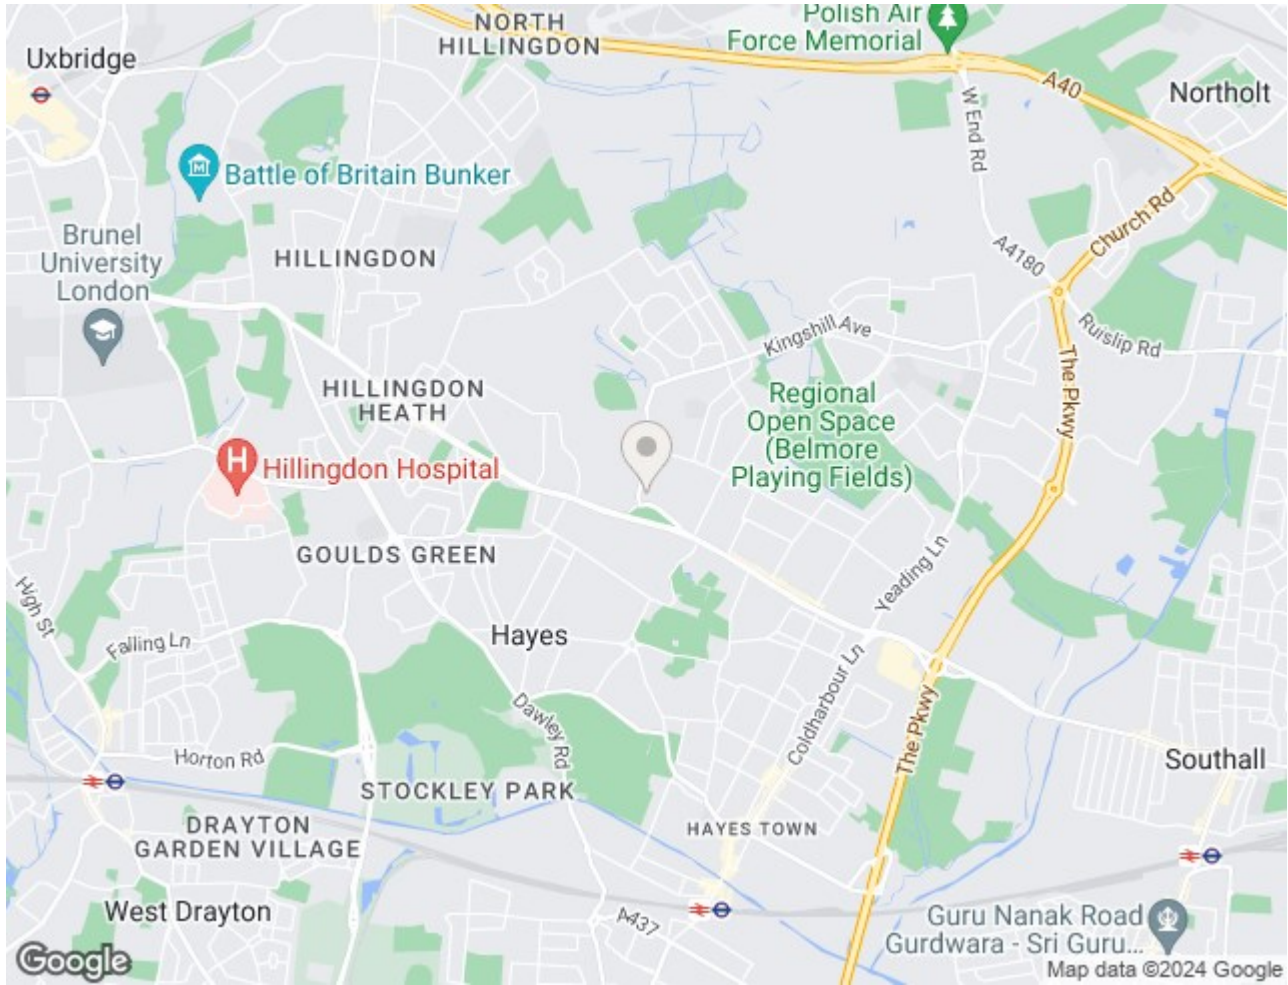 NORTH
HILLINGDON
Polish Air
Force Memorial
Uxbridge
A40
Northolt
W End Rd
Battle of Britain Bunker
Church Rd
Brunel
University
London
HILLINGDON
A4180
Kingshill Ave
Ruislip Rd
The Pkwy
HILLINGDON
HEATH
Regional
Open Space
(Belmore
Playing Fields)
H
Hillingdon Hospital
GOULDS GREEN
Yeading Ln
High St
Falling Ln
Hayes
Coldharbour Ln
The Pkwy
Dawley Rd
Horton Rd
Southall
STOCKLEY PARK
DRAYTON
GARDEN VILLAGE
HAYES TOWN
West Drayton
A437
Guru Nanak Road
Gurdwara - Sri Guru...
Google
Map data ©2024 Google